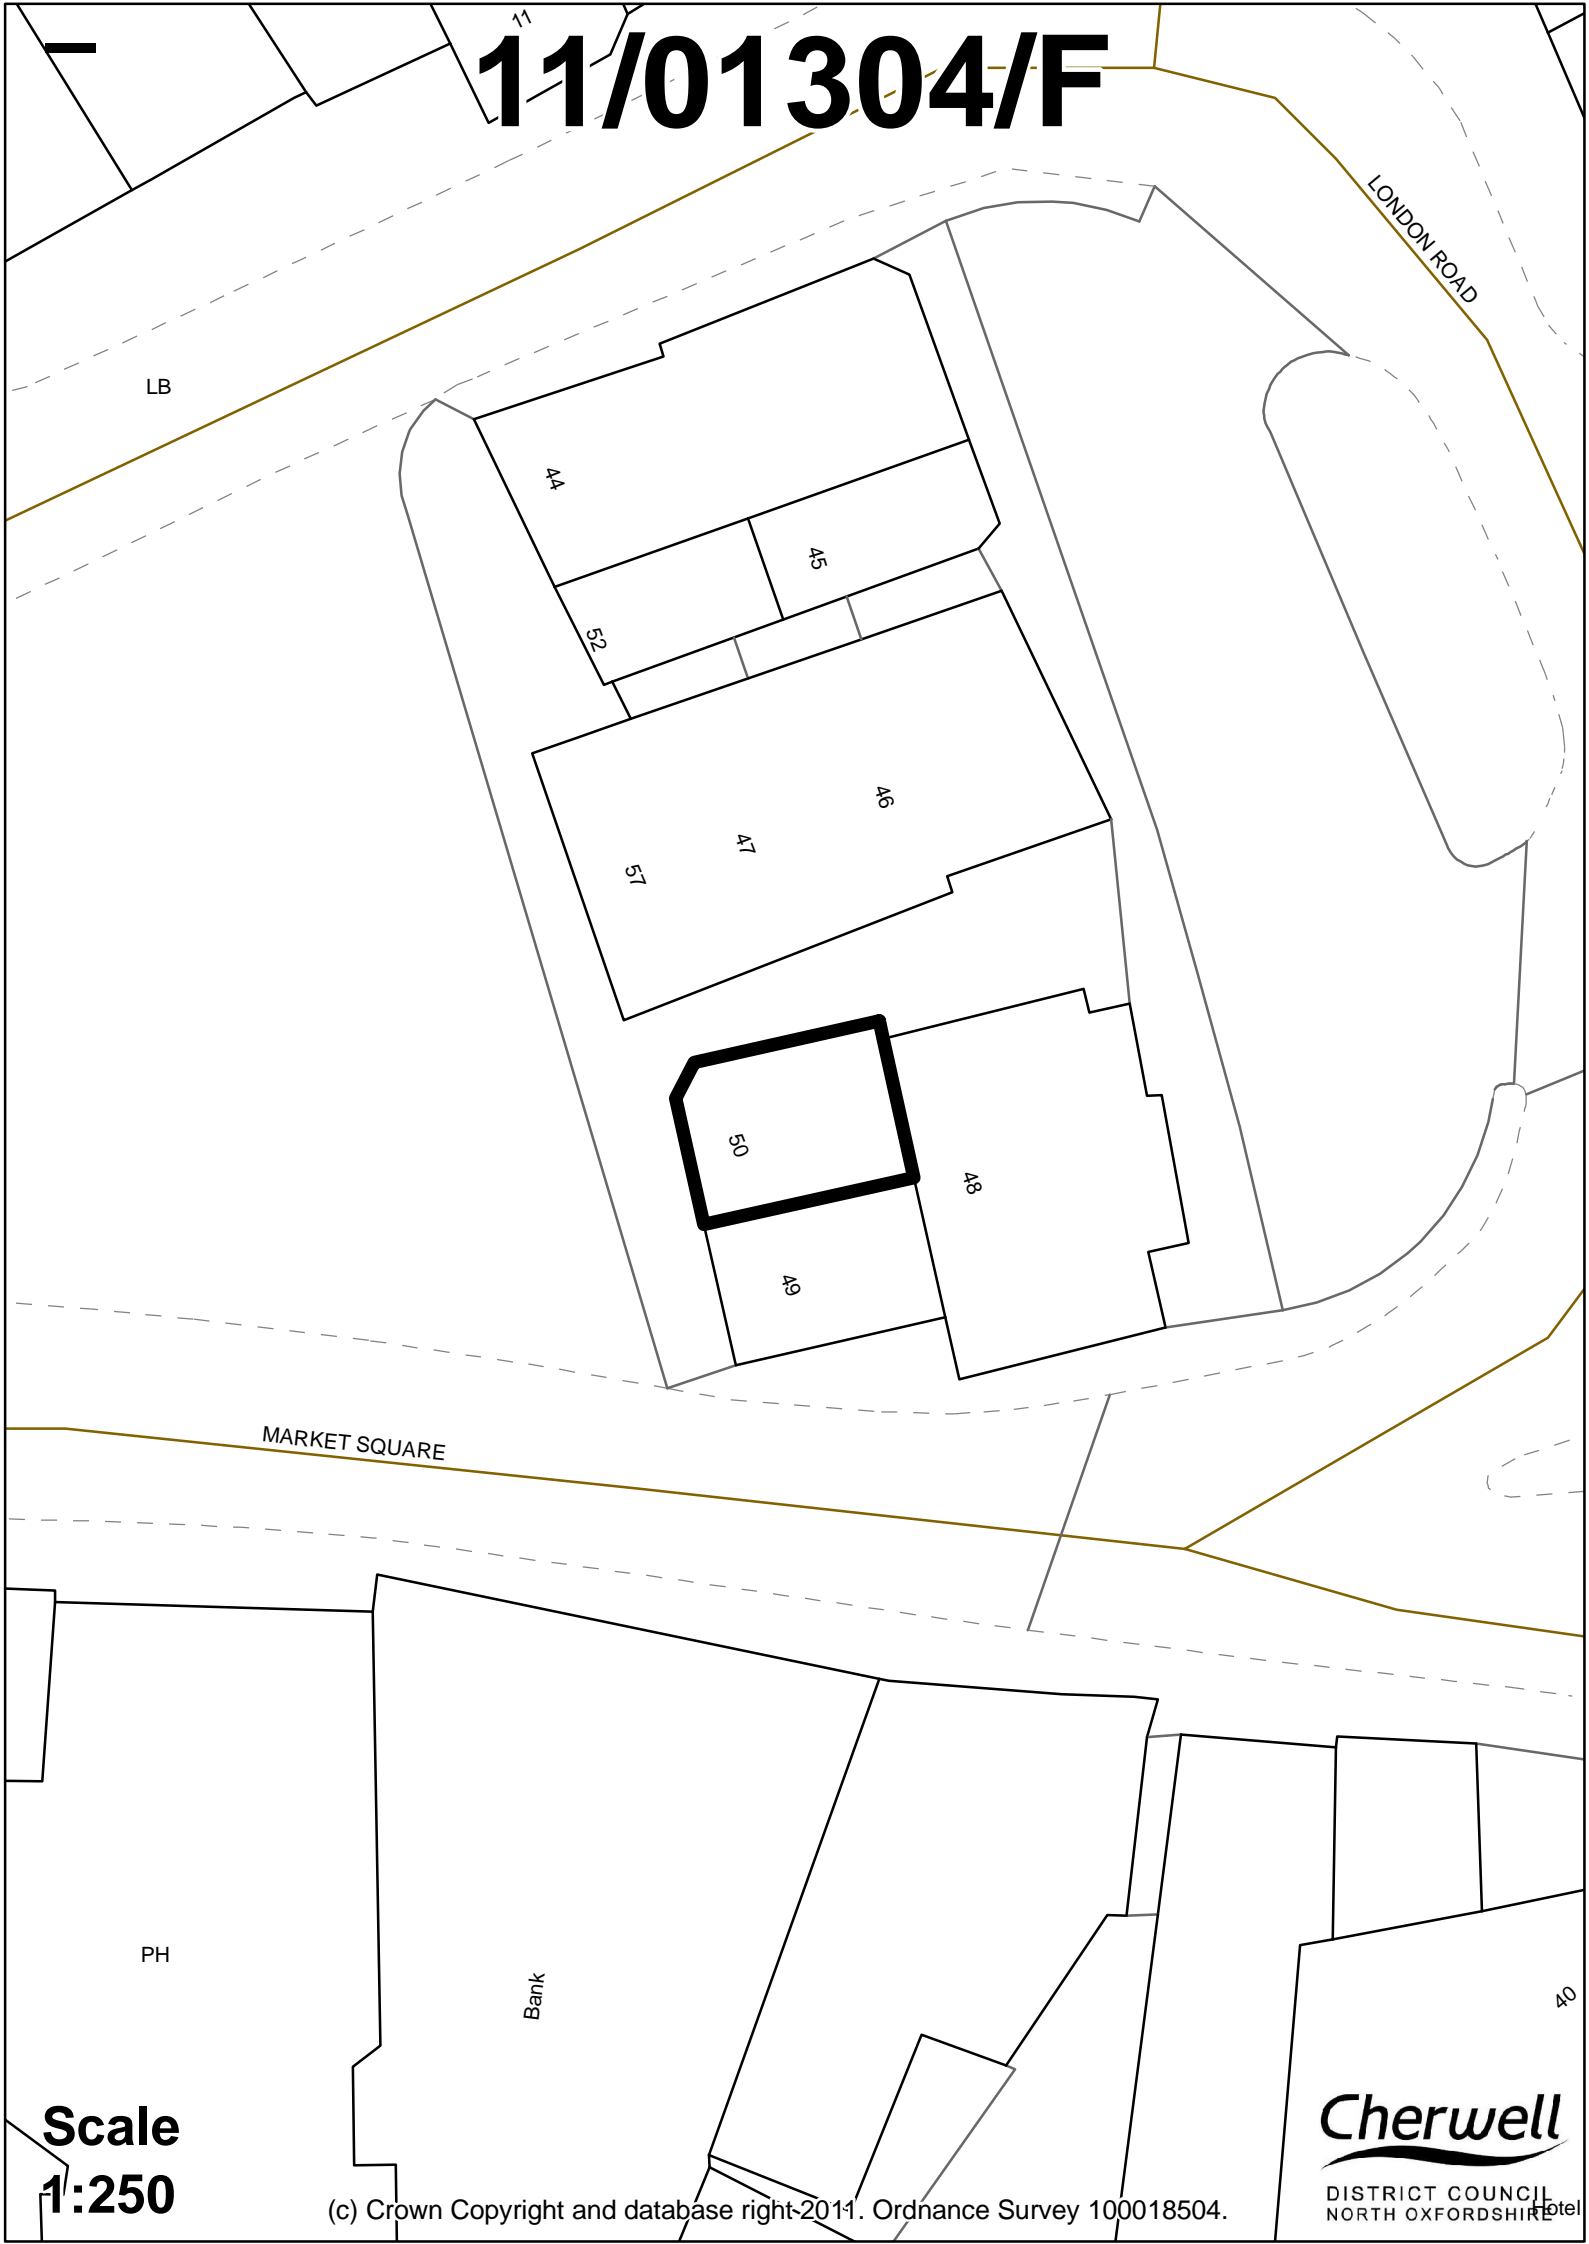 11
11/01304/F
LONDON ROAD
LB
44
45
52
46
47
57
50
48
49
MARKET SQUARE
PH
Bank
40
Scale
1:250
(c) Crown Copyright and database right 2011. Ordnance Survey 100018504.
Cherwell
DISTRICT COUNCIL
NORTH OXFORDSHIRE
Hotel